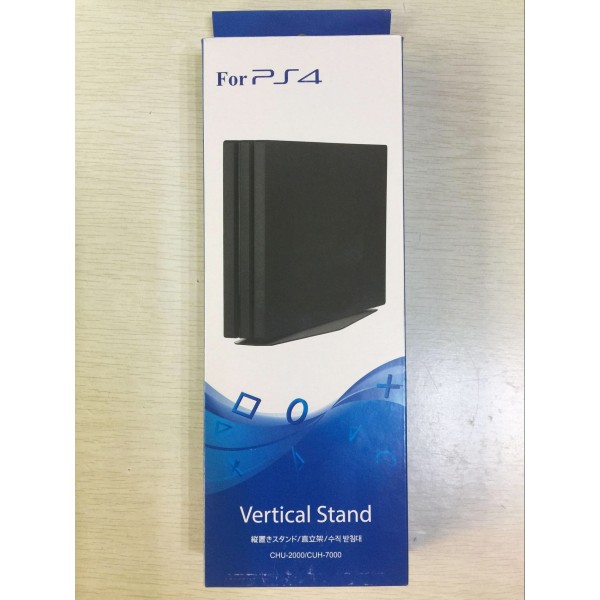 For PS4
Vertical Stand
縦置きスタンド/直立架/수직 받침대
CHU-2000/CUH-7000